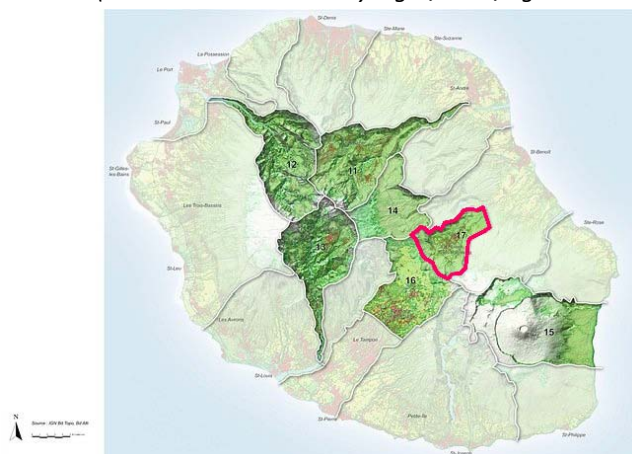 St-Denis
Ste-Marie
Ste-Suzanne
La Possession
Le Port
St-André
St-Paul
St-Benoit
12
11
St-Gilles-
les-Bains
Les Trois-Bassins
14
17
Ste-Rose
13
St-Leu
16
15
Les Avirons
Le Tampon
St-Louis
St-Pierre
Petite-Ile
St-Philippe
N